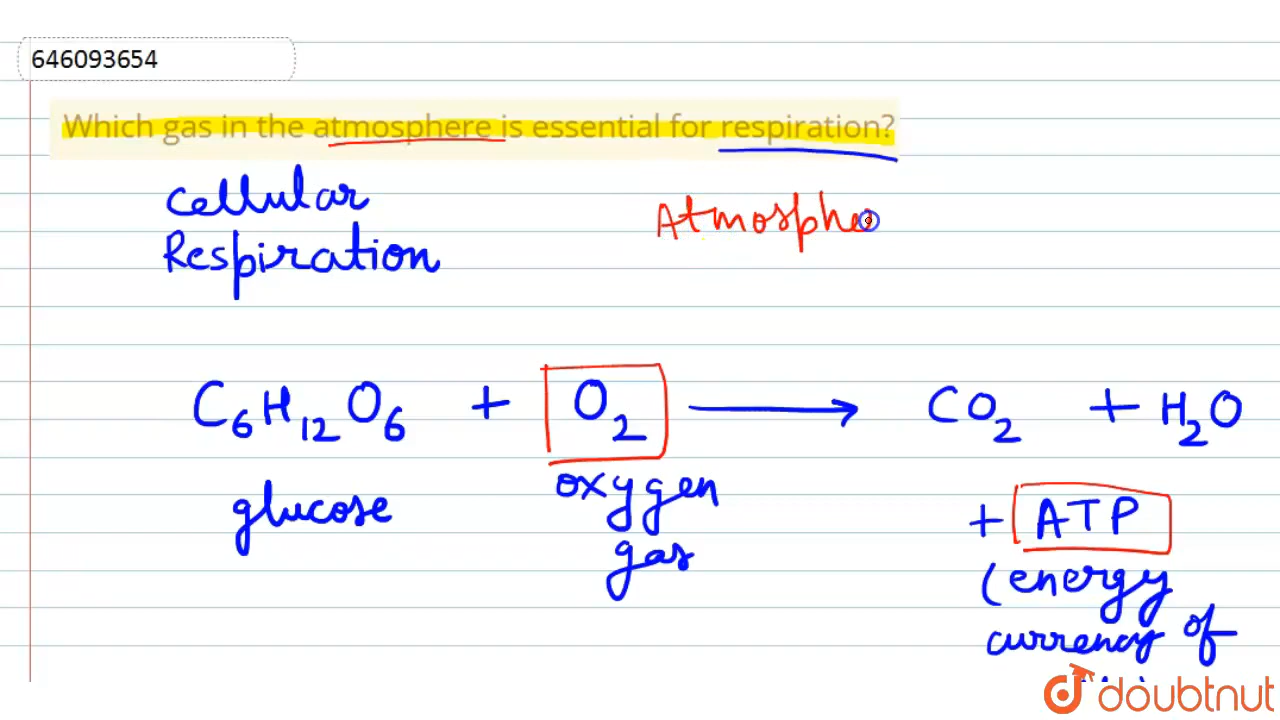 646093654
Which gas in the atmosphere is essential for respiration?
Cellular
Respiration
Atmosphe
C6H12O6 + O2 → CO2 + H2O
glucose
oxygen
gas
+ ATP
(energy
currency of
doubtnut